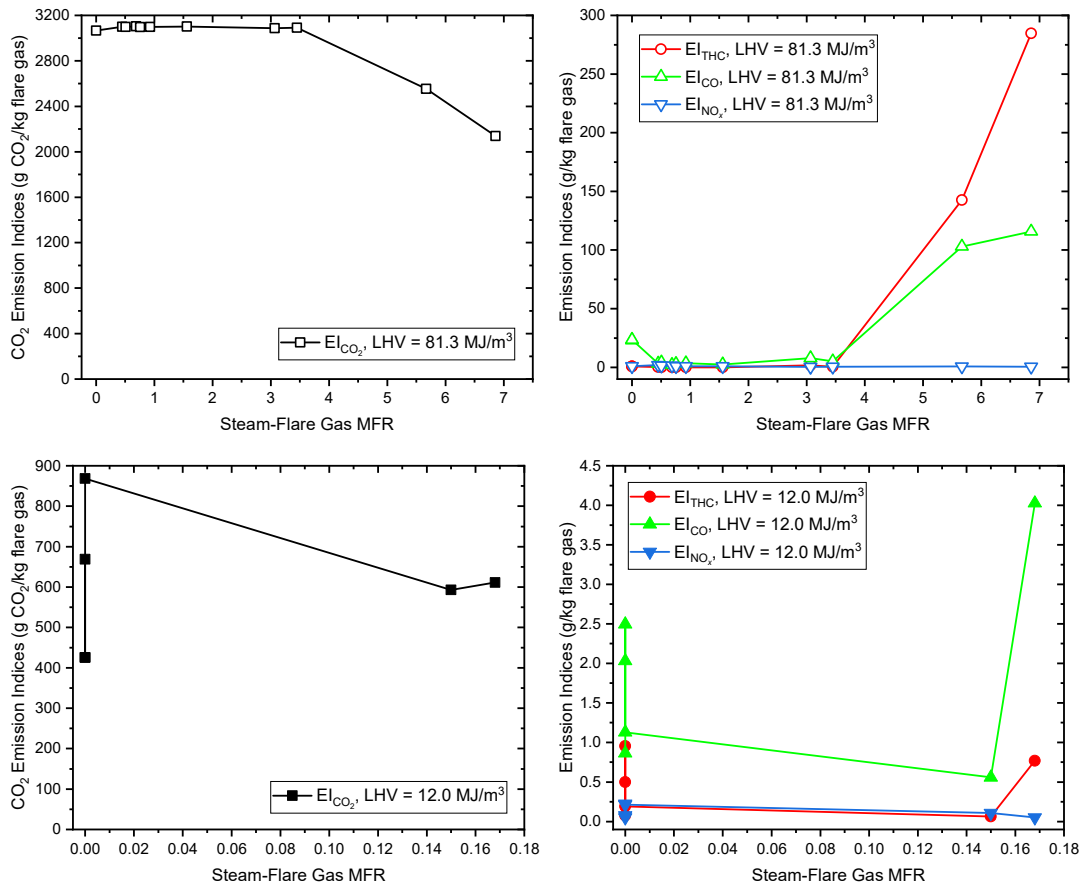 CO2 Emission Indices (g CO2/kg flare gas)
3200
2800
2400
2000
1600
1200
800
400
0
EICO2, LHV = 81.3 MJ/m3
0 1 2 3 4 5 6 7
Steam-Flare Gas MFR
Emission Indices (g/kg flare gas)
300
250
200
150
100
50
0
EITHC, LHV = 81.3 MJ/m3
EICO, LHV = 81.3 MJ/m3
EINOx, LHV = 81.3 MJ/m3
0 1 2 3 4 5 6 7
Steam-Flare Gas MFR
CO2 Emission Indices (g CO2/kg flare gas)
900
800
700
600
500
400
300
200
100
0
EICO2, LHV = 12.0 MJ/m3
0.00 0.02 0.04 0.06 0.08 0.10 0.12 0.14 0.16 0.18
Steam-Flare Gas MFR
Emission Indices (g/kg flare gas)
4.5
4.0
3.5
3.0
2.5
2.0
1.5
1.0
0.5
0.0
EITHC, LHV = 12.0 MJ/m3
EICO, LHV = 12.0 MJ/m3
EINOx, LHV = 12.0 MJ/m3
0.00 0.02 0.04 0.06 0.08 0.10 0.12 0.14 0.16 0.18
Steam-Flare Gas MFR